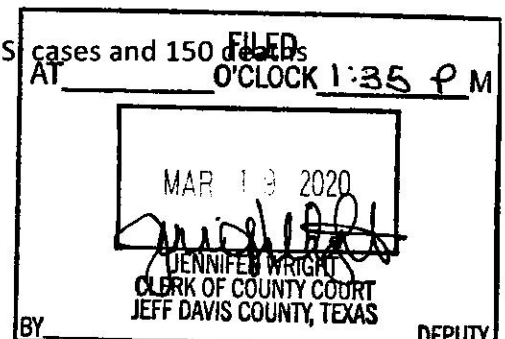 S cases and 150 deaths
FILED
AT O'CLOCK 1:35 P M
MAR 19 2020
JENNIFER WRIGHT
CLERK OF COUNTY COURT
JEFF DAVIS COUNTY, TEXAS
BY DEPUTY